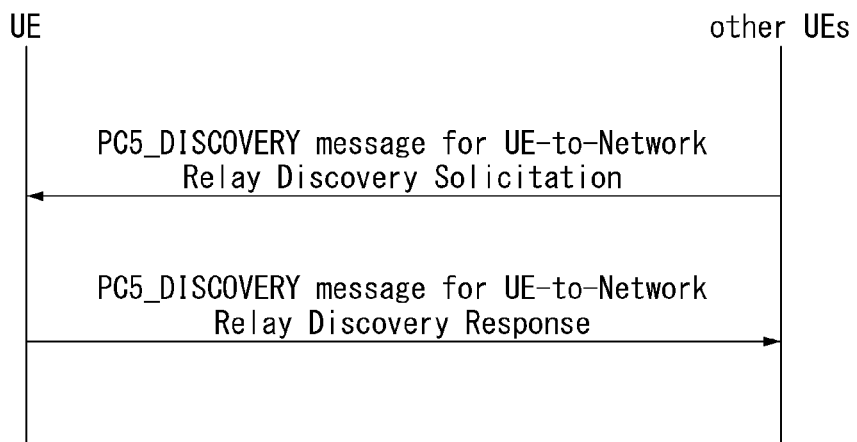 UE
other UEs
PC5_DISCOVERY message for UE-to-Network
Relay Discovery Solicitation
PC5_DISCOVERY message for UE-to-Network
Relay Discovery Response